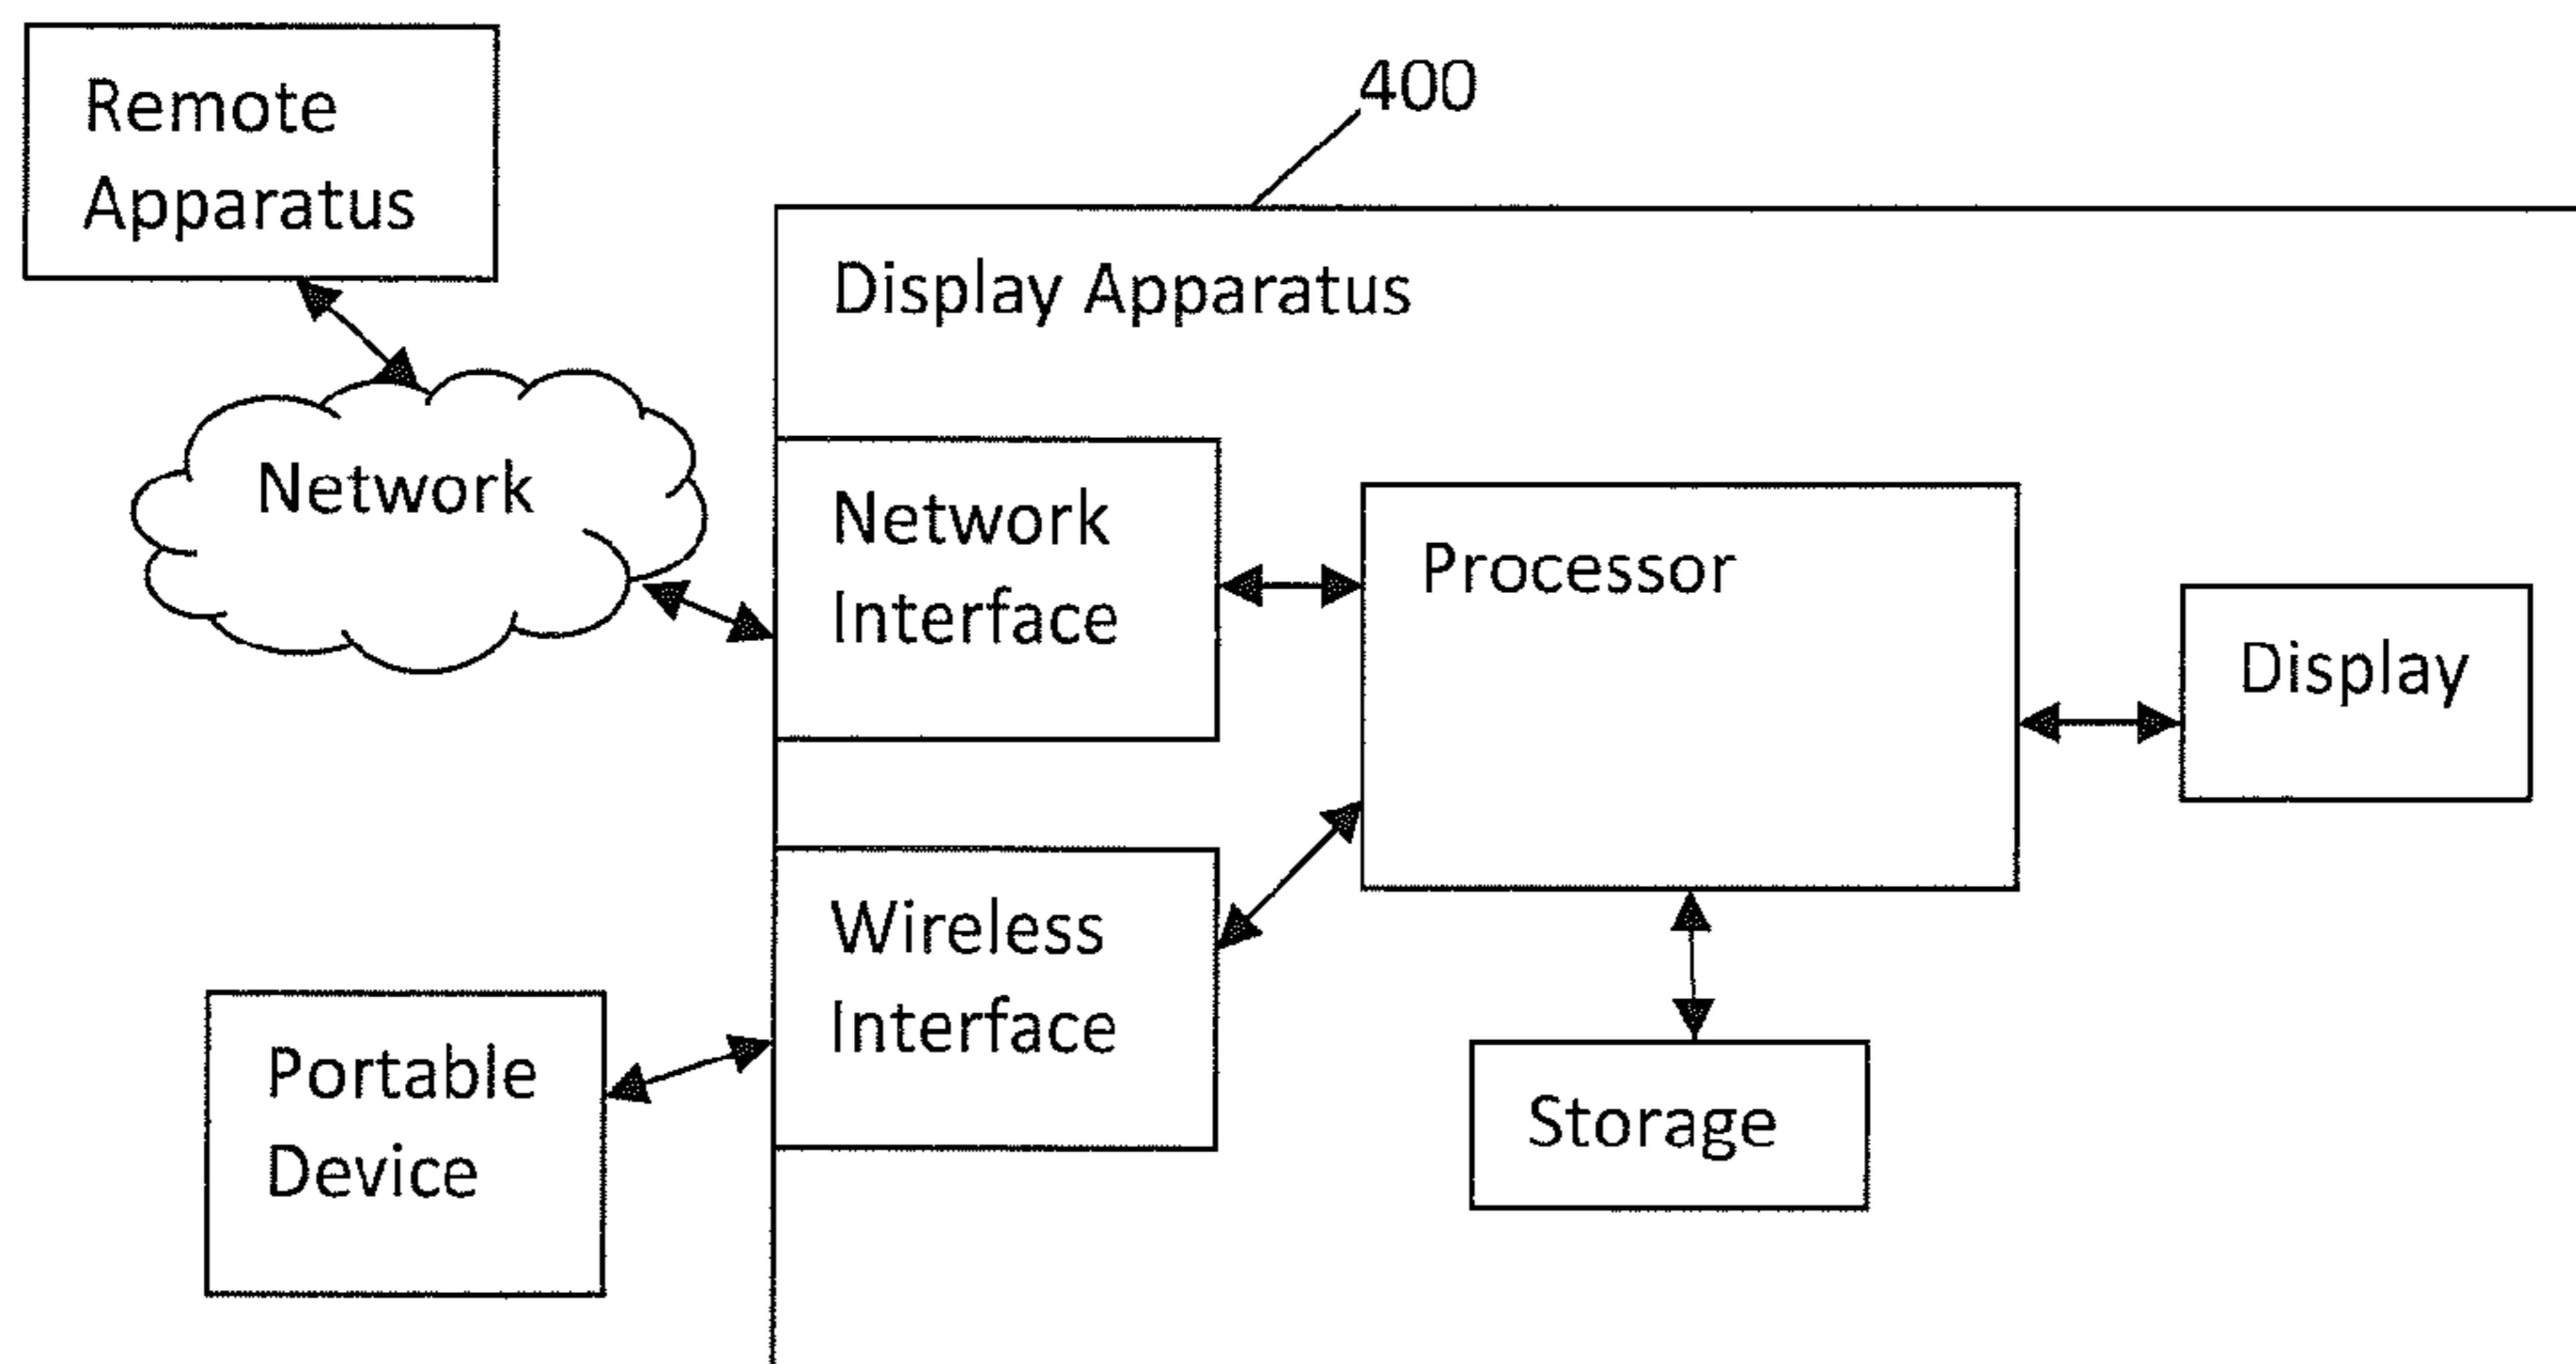 Remote
Apparatus
400
Display Apparatus
Network
Network
Interface
Processor
Display
Wireless
Interface
Portable
Device
Storage